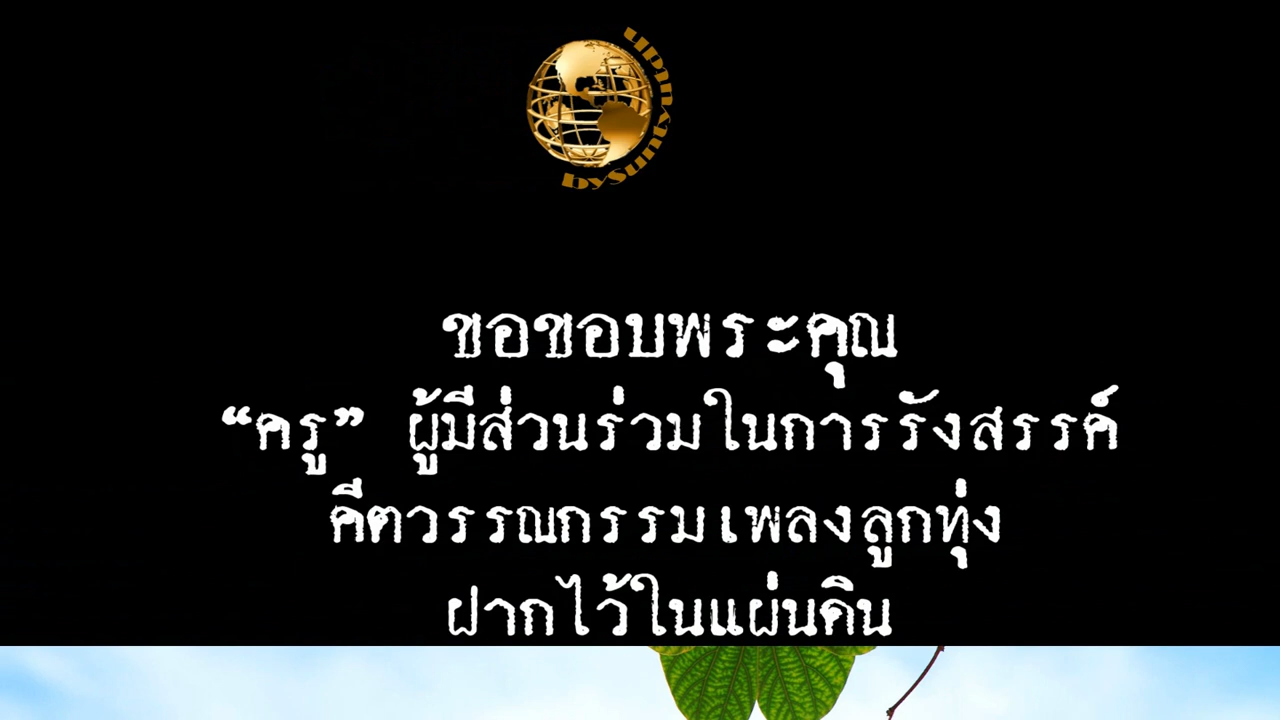 ขอขอบพระคุณ
“ครู” ผู้มีส่วนร่วมในการรังสรรค์
คีตวรรณกรรมเพลงลูกทุ่ง
ฝากไว้ในแผ่นดิน